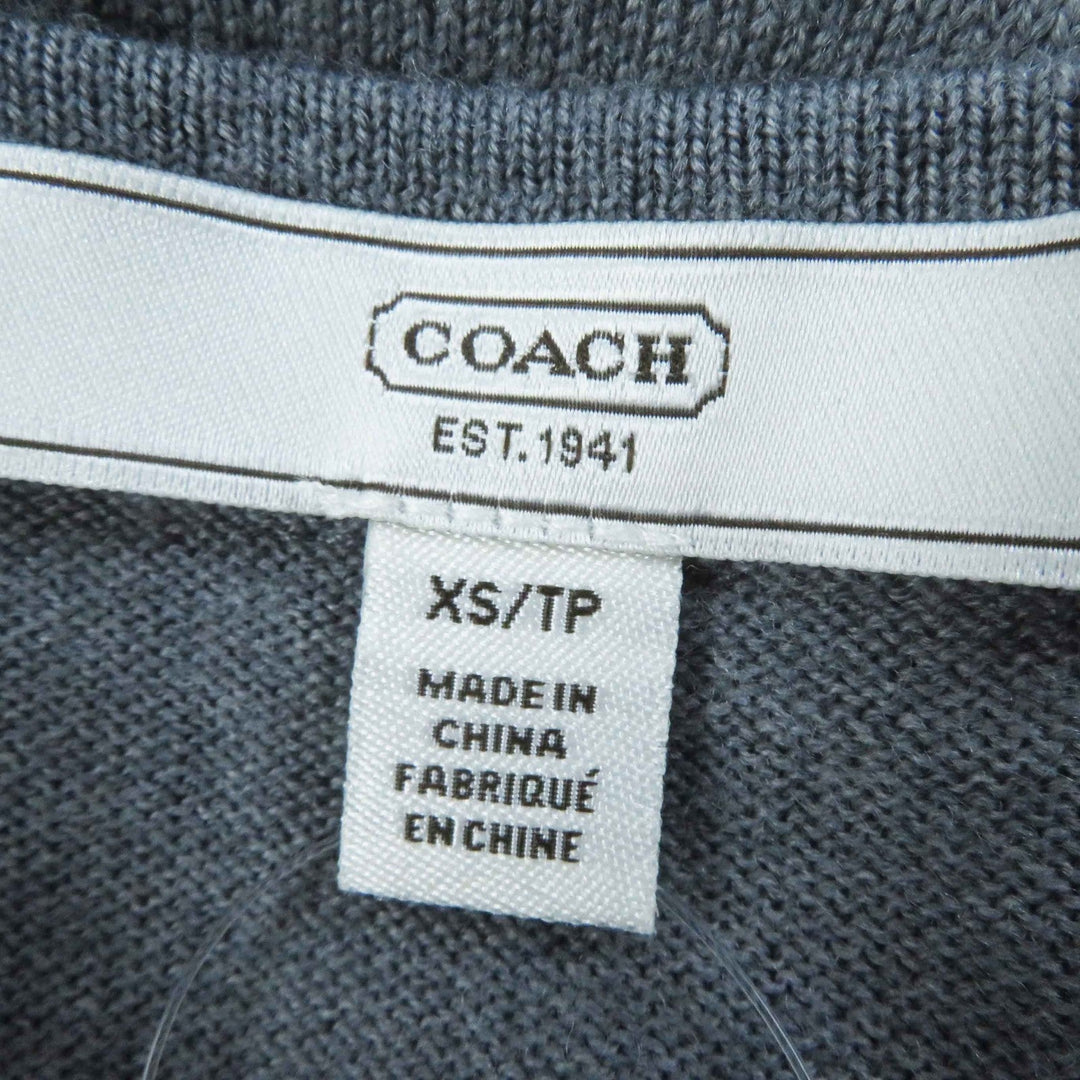 COACH
EST.1941
XS/TP
MADE IN
CHINA
FABRIQUÉ
EN CHINE